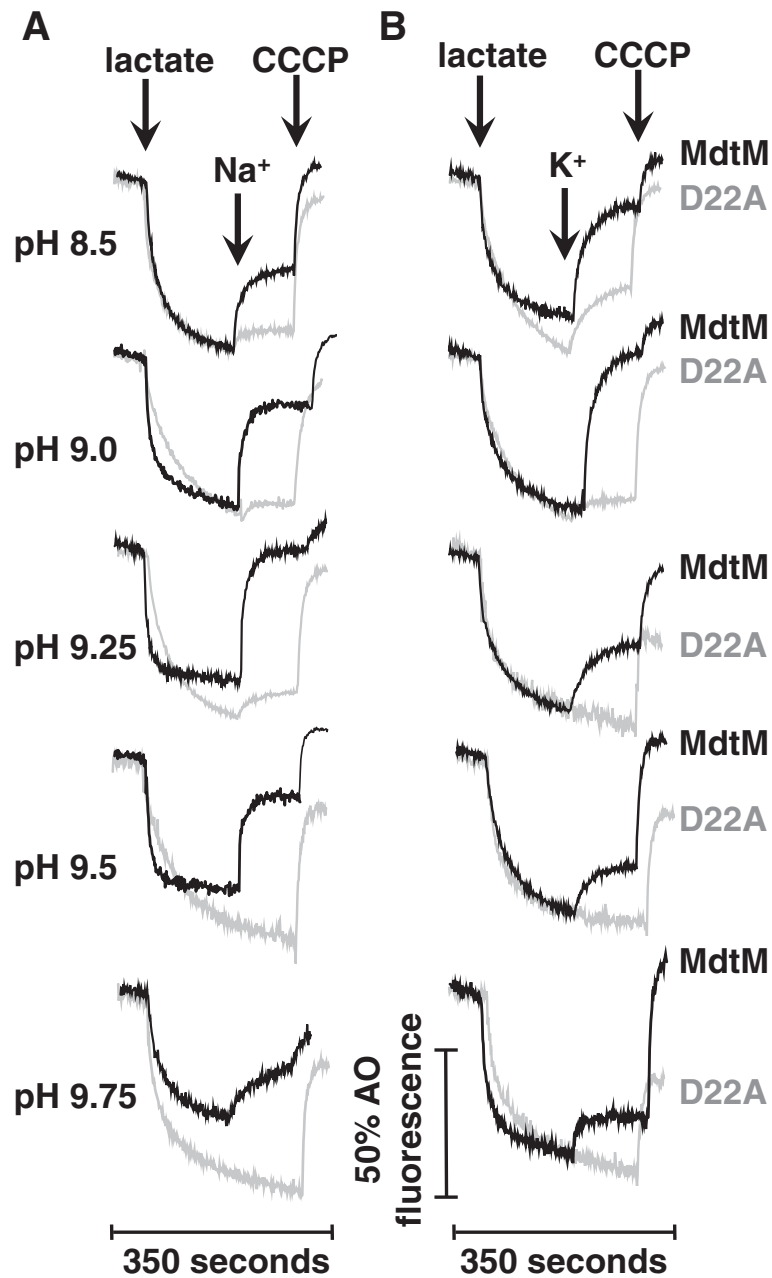 A
B
lactate
CCCP
lactate
CCCP
Na⁺
K⁺
MdtM
D22A
pH 8.5
MdtM
D22A
pH 9.0
MdtM
D22A
pH 9.25
MdtM
D22A
pH 9.5
MdtM
D22A
pH 9.75
50% AO
fluorescence
350 seconds
350 seconds